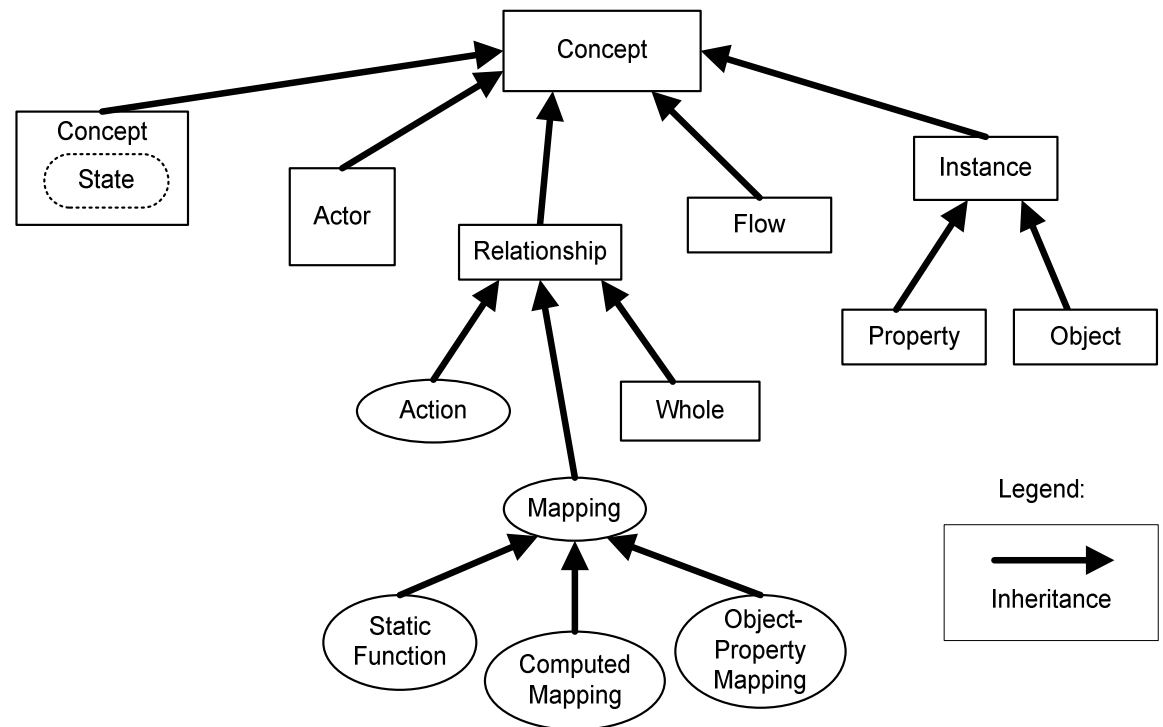 Concept
Concept
State
Actor
Relationship
Flow
Instance
Property
Object
Action
Whole
Mapping
Static
Function
Computed
Mapping
Object-
Property
Mapping
Legend:
Inheritance